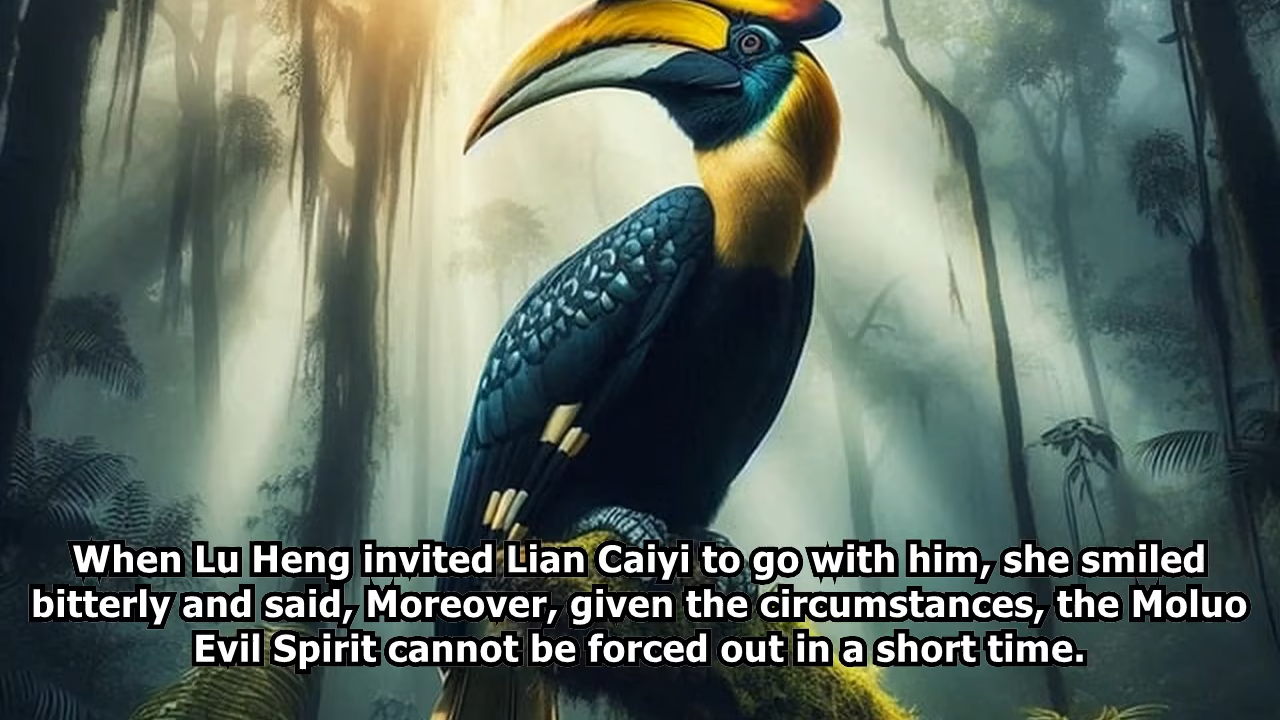 When Lu Heng invited Lian Caiyi to go with him, she smiled
bitterly and said, Moreover, given the circumstances, the Moluo
Evil Spirit cannot be forced out in a short time.